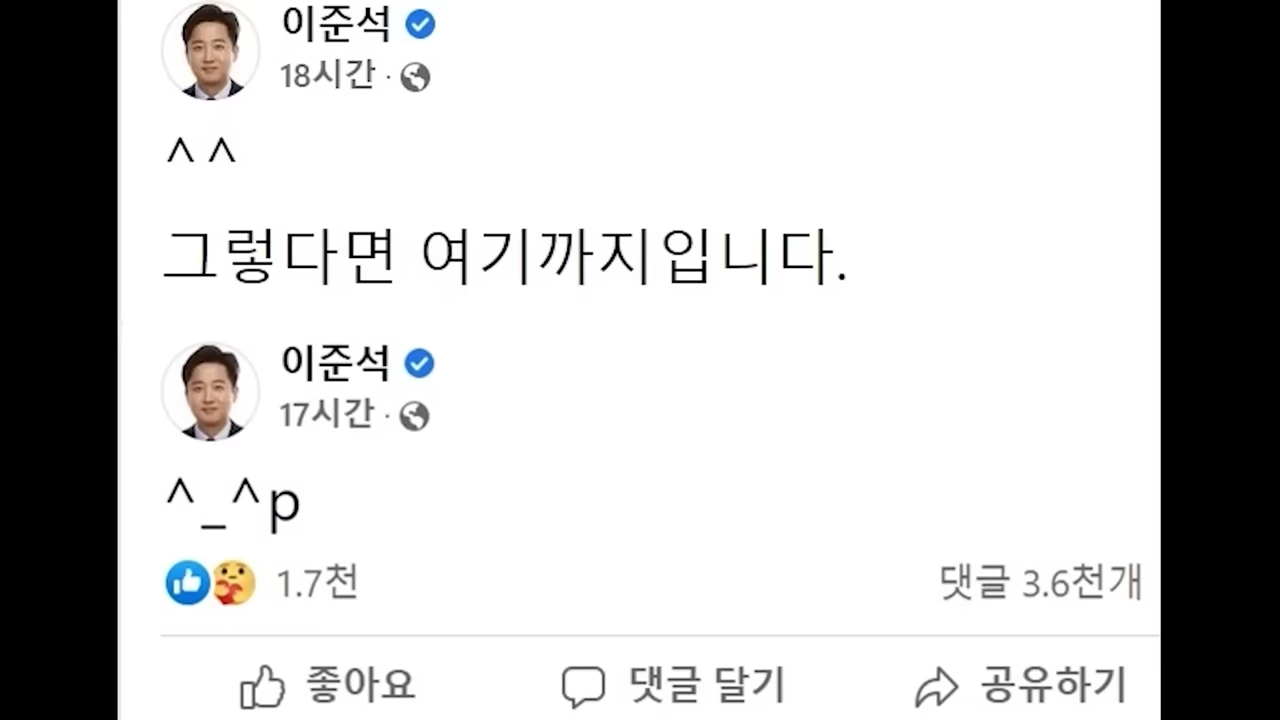 이준석
18시간 ·
^^
그렇다면 여기까지입니다.
이준석
17시간 ·
^_^p
1.7천
댓글 3.6천개
좋아요
댓글 달기
공유하기